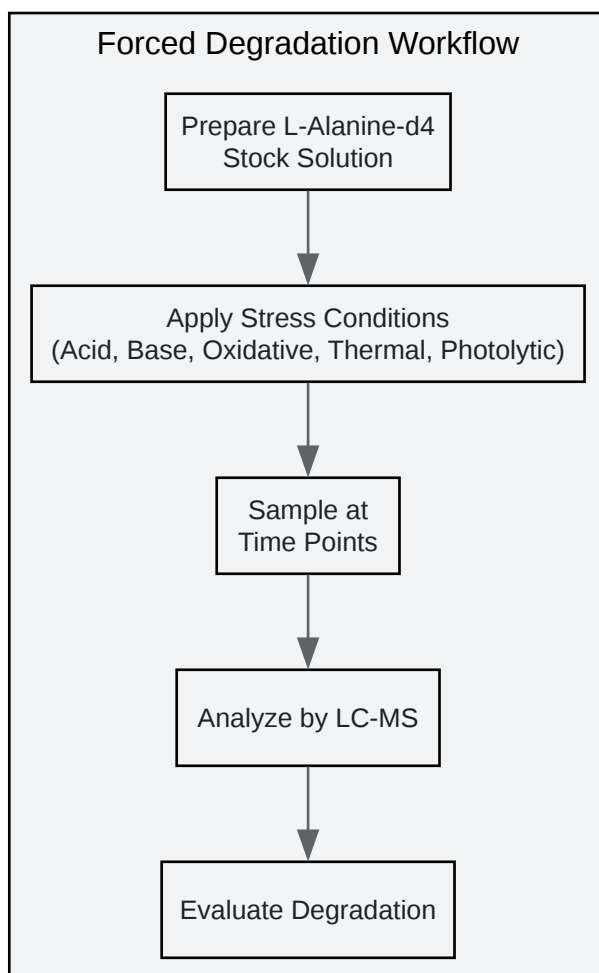 Forced Degradation Workflow
Prepare L-Alanine-d4
Stock Solution
Apply Stress Conditions
(Acid, Base, Oxidative, Thermal, Photolytic)
Sample at
Time Points
Analyze by LC-MS
Evaluate Degradation